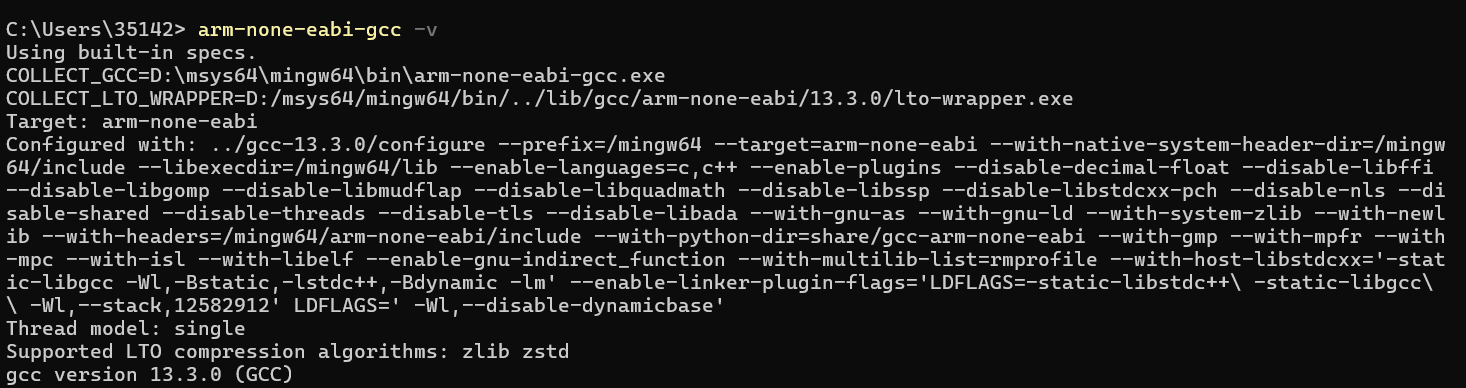 C:\Users\35142> arm-none-eabi-gcc -v
Using built-in specs.
COLLECT_GCC=D:\msys64\mingw64\bin\arm-none-eabi-gcc.exe
COLLECT_LTO_WRAPPER=D:/msys64/mingw64/bin/../lib/gcc/arm-none-eabi/13.3.0/lto-wrapper.exe
Target: arm-none-eabi
Configured with: ../gcc-13.3.0/configure --prefix=/mingw64 --target=arm-none-eabi --with-native-system-header-dir=/mingw
64/include --libexecdir=/mingw64/lib --enable-languages=c,c++ --enable-plugins --disable-decimal-float --disable-libffi
--disable-libgomp --disable-libmudflap --disable-libquadmath --disable-libssp --disable-libstdcxx-pch --disable-nls --di
sable-shared --disable-threads --disable-tls --disable-libada --with-gnu-as --with-gnu-ld --with-system-zlib --with-newl
ib --with-headers=/mingw64/arm-none-eabi/include --with-python-dir=share/gcc-arm-none-eabi --with-gmp --with-mpfr --with
-mpc --with-isl --with-libelf --enable-gnu-indirect_function --with-multilib-list=rmprofile --with-host-libstdcxx='-stat
ic-libgcc -Wl,-Bstatic,-lstdc++,-Bdynamic -lm' --enable-linker-plugin-flags='LDFLAGS=-static-libstdc++\ -static-libgcc\
\ -Wl,--stack,12582912' LDFLAGS=' -Wl,--disable-dynamicbase'
Thread model: single
Supported LTO compression algorithms: zlib zstd
gcc version 13.3.0 (GCC)